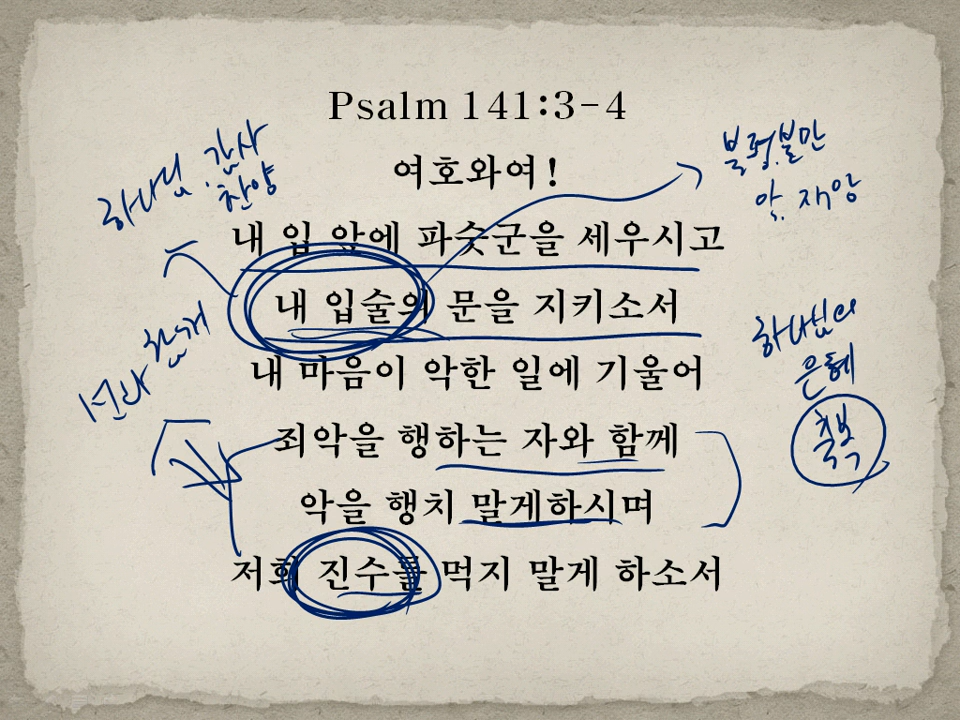 Psalm 141:3-4
여호와여!
내 입 앞에 파숫군을 세우시고
내 입술의 문을 지키소서
내 마음이 악한 일에 기울어
죄악을 행하는 자와 함께
악을 행치 말게하시며
저희 진수를 먹지 말게 하소서
하나님. 감사
찬양
불평.불만
재앙
하나님의
은혜
축복